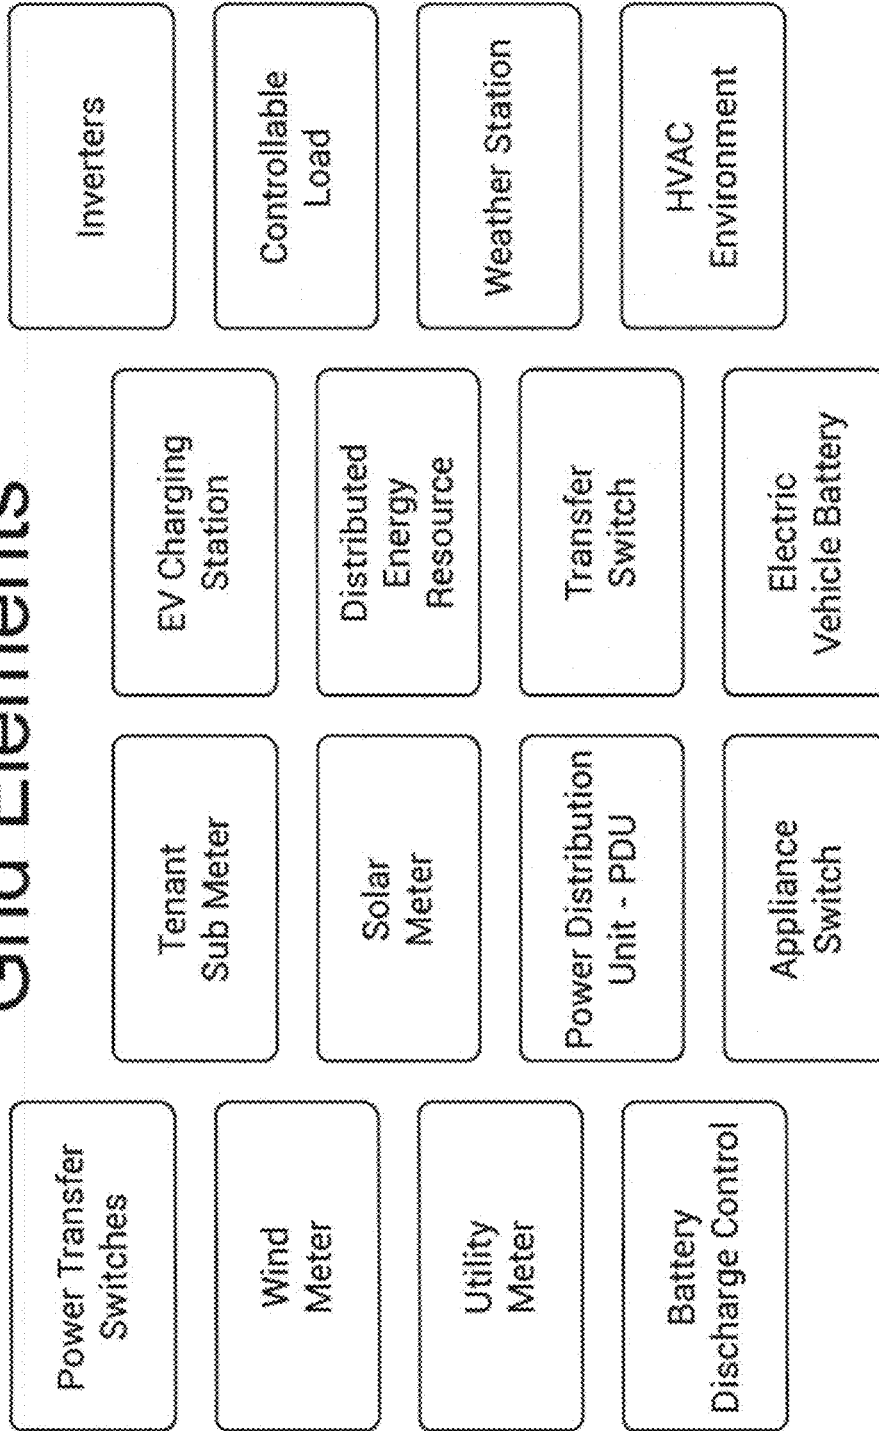 Grid Elements
Power Transfer
Switches
Wind
Meter
Utility
Meter
Battery
Discharge Control
Tenant
Sub Meter
Solar
Meter
Power Distribution
Unit - PDU
Appliance
Switch
EV Charging
Station
Distributed
Energy
Resource
Transfer
Switch
Electric
Vehicle Battery
Inverters
Controllable
Load
Weather Station
HVAC
Environment